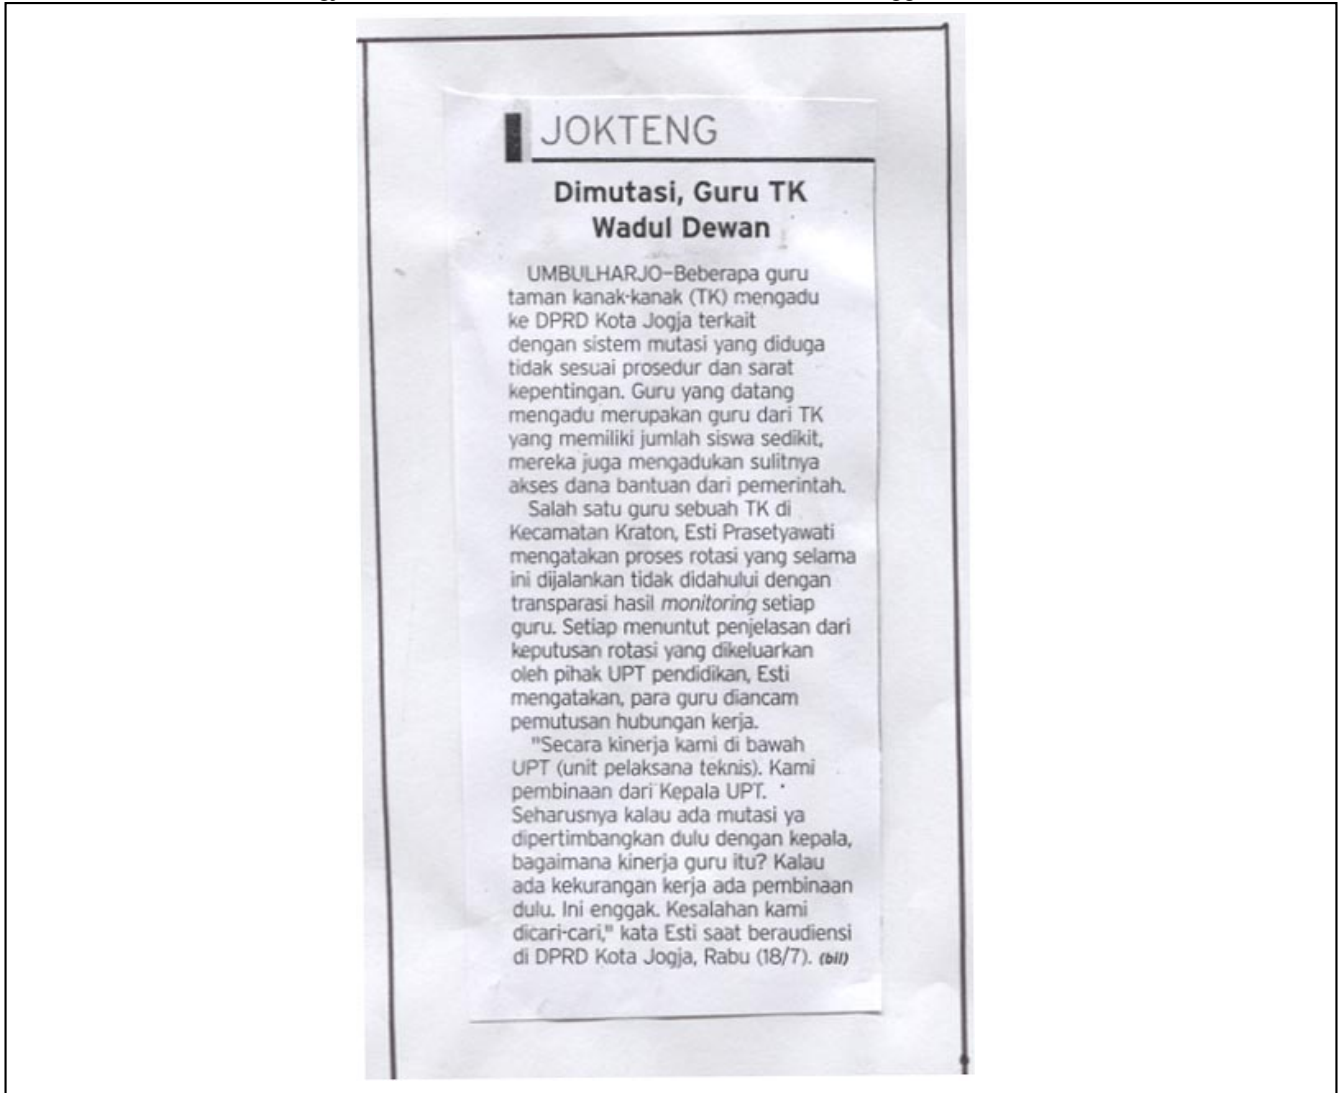 JOKTENG
Dimutasi, Guru TK
Wadul Dewan
UMBULHARJO–Beberapa guru
taman kanak-kanak (TK) mengadu
ke DPRD Kota Jogja terkait
dengan sistem mutasi yang diduga
tidak sesuai prosedur dan sarat
kepentingan. Guru yang datang
mengadu merupakan guru dari TK
yang memiliki jumlah siswa sedikit,
mereka juga mengadukan sulitnya
akses dana bantuan dari pemerintah.
Salah satu guru sebuah TK di
Kecamatan Kraton, Esti Prasetyawati
mengatakan proses rotasi yang selama
ini dijalankan tidak didahului dengan
transparasi hasil monitoring setiap
guru. Setiap menuntut penjelasan dari
keputusan rotasi yang dikeluarkan
oleh pihak UPT pendidikan, Esti
mengatakan, para guru diancam
pemutusan hubungan kerja.
"Secara kinerja kami di bawah
UPT (unit pelaksana teknis). Kami
pembinaan dari Kepala UPT.
Seharusnya kalau ada mutasi ya
dipertimbangkan dulu dengan kepala,
bagaimana kinerja guru itu? Kalau
ada kekurangan kerja ada pembinaan
dulu. Ini enggak. Kesalahan kami
dicari-cari," kata Esti saat beraudiensi
di DPRD Kota Jogja, Rabu (18/7). (bil)